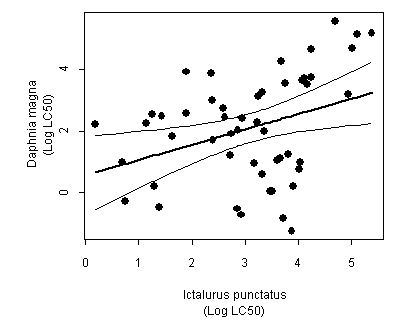 Daphnia magna
(Log LC50)
4
2
0
0 1 2 3 4 5
Ictalurus punctatus
(Log LC50)